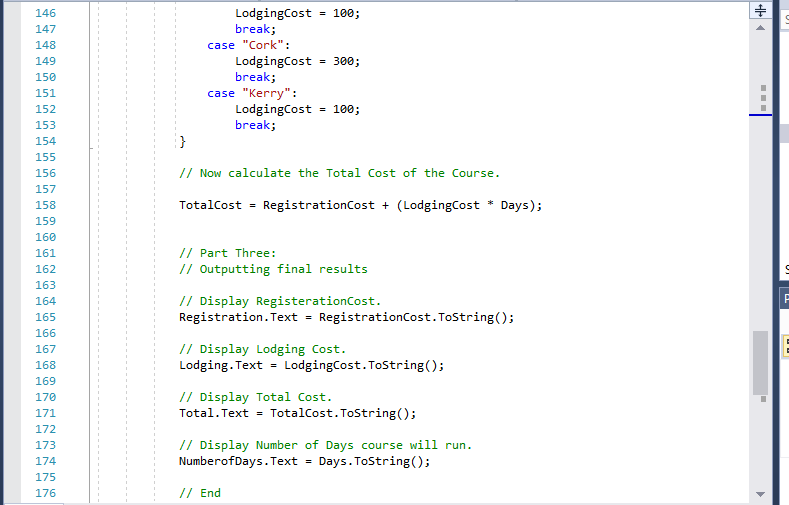 146 LodgingCost = 100;
147 break;
148 case "Cork":
149 LodgingCost = 300;
150 break;
151 case "Kerry":
152 LodgingCost = 100;
153 break;
154 }
155
156 // Now calculate the Total Cost of the Course.
157
158 TotalCost = RegistrationCost + (LodgingCost * Days);
159
160
161 // Part Three:
162 // Outputting final results
163
164 // Display RegisterationCost.
165 Registration.Text = RegistrationCost.ToString();
166
167 // Display Lodging Cost.
168 Lodging.Text = LodgingCost.ToString();
169
170 // Display Total Cost.
171 Total.Text = TotalCost.ToString();
172
173 // Display Number of Days course will run.
174 NumberofDays.Text = Days.ToString();
175
176 // End